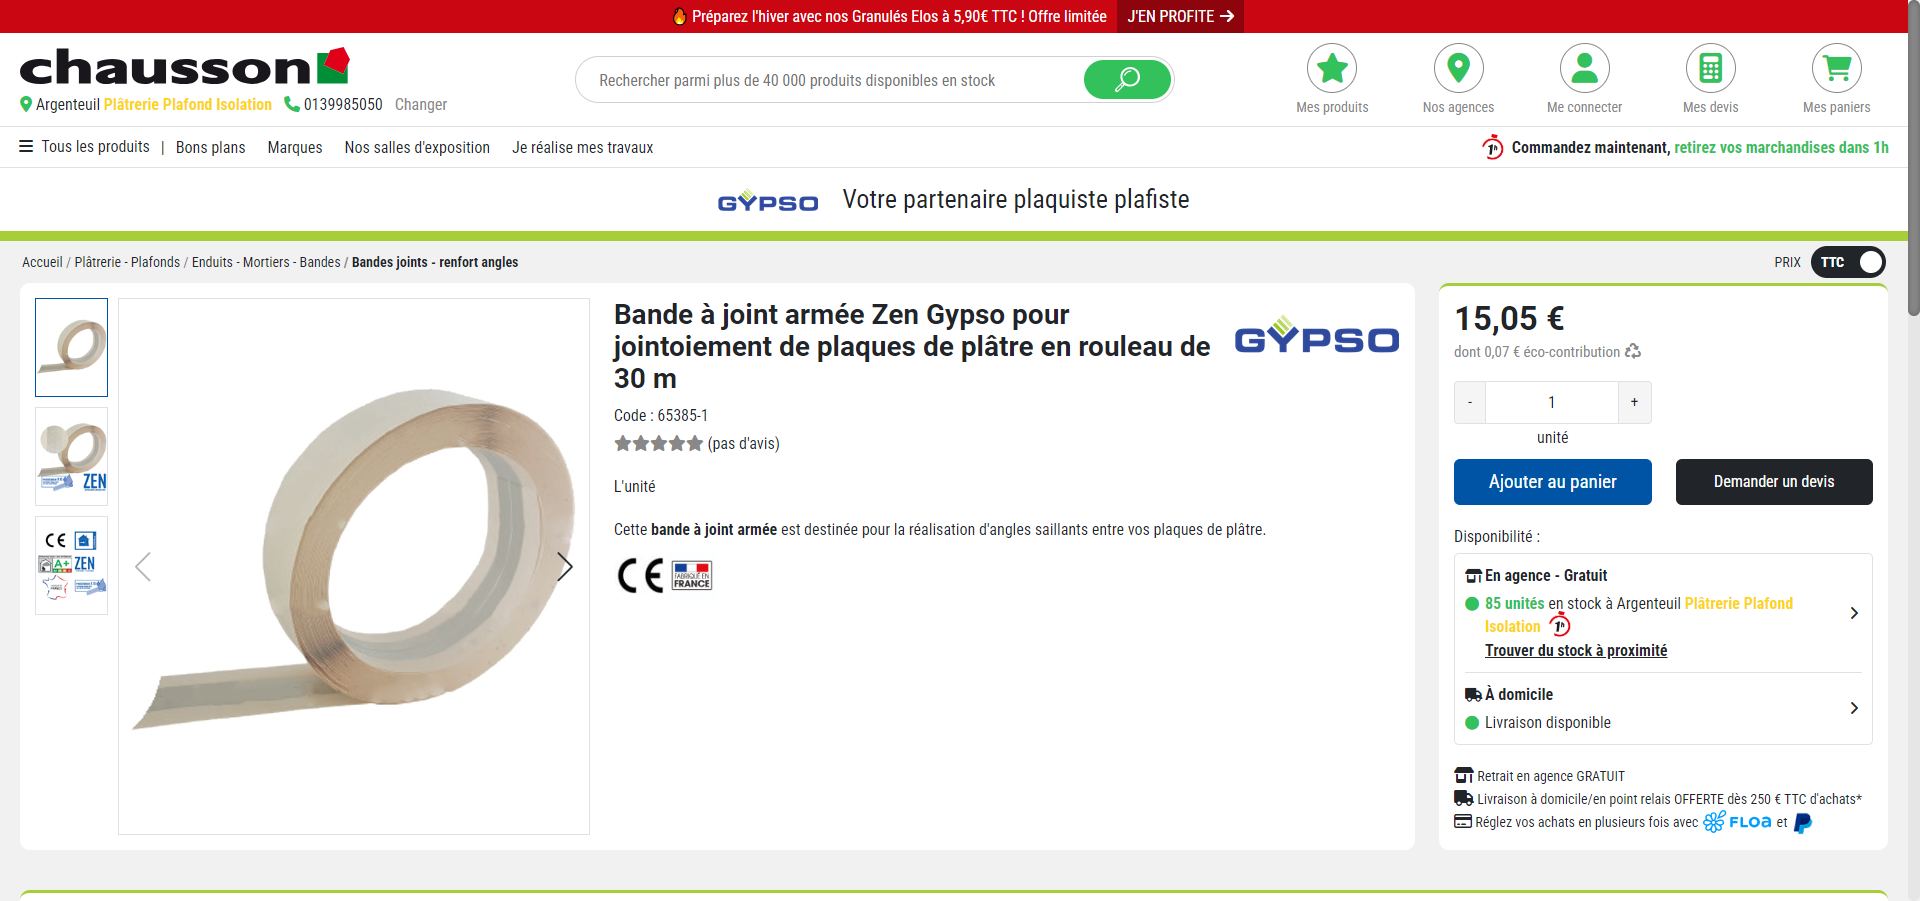 Préparez l'hiver avec nos Granulés Elos à 5,90€ TTC ! Offre limitée J'EN PROFITE
chausson
Argenteuil Plâtrerie Plafond Isolation 0139985050 Changer
Rechercher parmi plus de 40 000 produits disponibles en stock
Mes produits
Nos agences
Me connecter
Mes devis
Mes paniers
Tous les produits | Bons plans Marques Nos salles d'exposition Je réalise mes travaux
1h Commandez maintenant, retirez vos marchandises dans 1h
GYPSO Votre partenaire plaquiste plafiste
Accueil / Plâtrerie - Plafonds / Enduits - Mortiers - Bandes / Bandes joints - renfort angles
PRIX TTC
ZEN
CE
A+ ZEN
Bande à joint armée Zen Gypso pour
jointoiement de plaques de plâtre en rouleau de
30 m
GYPSO
Code : 65385-1
(pas d'avis)
L'unité
Cette bande à joint armée est destinée pour la réalisation d'angles saillants entre vos plaques de plâtre.
CE FABRIQUÉ EN
FRANCE
15,05 €
dont 0,07 € éco-contribution
- 1 +
unité
Ajouter au panier
Demander un devis
Disponibilité :
En agence - Gratuit
85 unités en stock à Argenteuil Plâtrerie Plafond
Isolation 1h
Trouver du stock à proximité
À domicile
Livraison disponible
Retrait en agence GRATUIT
Livraison à domicile/en point relais OFFERTE dès 250 € TTC d'achats*
Réglez vos achats en plusieurs fois avec FLOA et